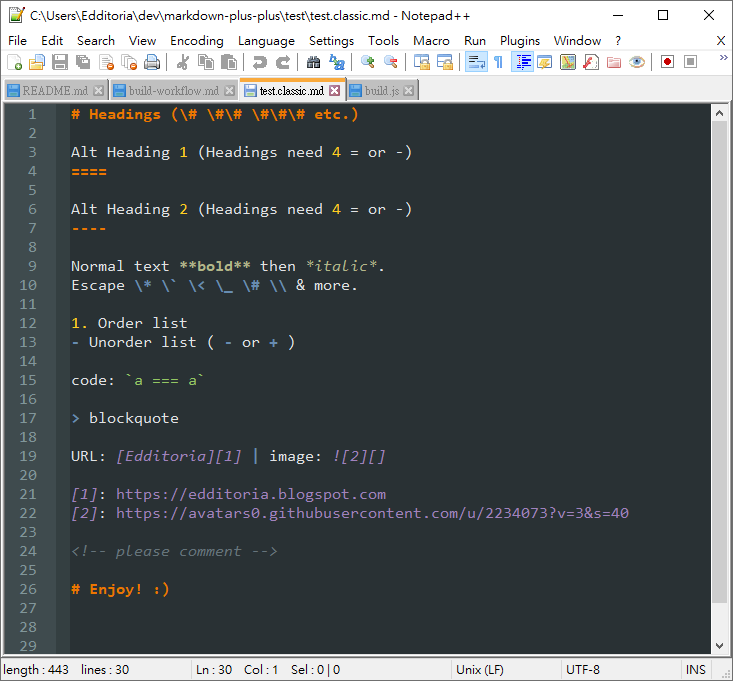 C:\Users\Edditoria\dev\markdown-plus-plus\test\test.classic.md - Notepad++
File Edit Search View Encoding Language Settings Tools Macro Run Plugins Window ? X
README.md build-workflow.md test.classic.md build.js
1 # Headings (\# \#\# \#\#\# etc.)
2
3 Alt Heading 1 (Headings need 4 = or -)
4 ====
5
6 Alt Heading 2 (Headings need 4 = or -)
7 ----
8
9 Normal text **bold** then *italic*.
10 Escape \* \` \< \_ \# \\ & more.
11
12 1. Order list
13 - Unorder list ( - or + )
14
15 code: `a === a`
16
17 > blockquote
18
19 URL: [Edditoria][1] | image: ![2][]
20
21 [1]: https://edditoria.blogspot.com
22 [2]: https://avatars0.githubusercontent.com/u/2234073?v=3&s=40
23
24 <!-- please comment -->
25
26 # Enjoy! :)
27
28
29
length : 443 lines : 30 Ln : 30 Col : 1 Sel : 0 | 0 Unix (LF) UTF-8 INS